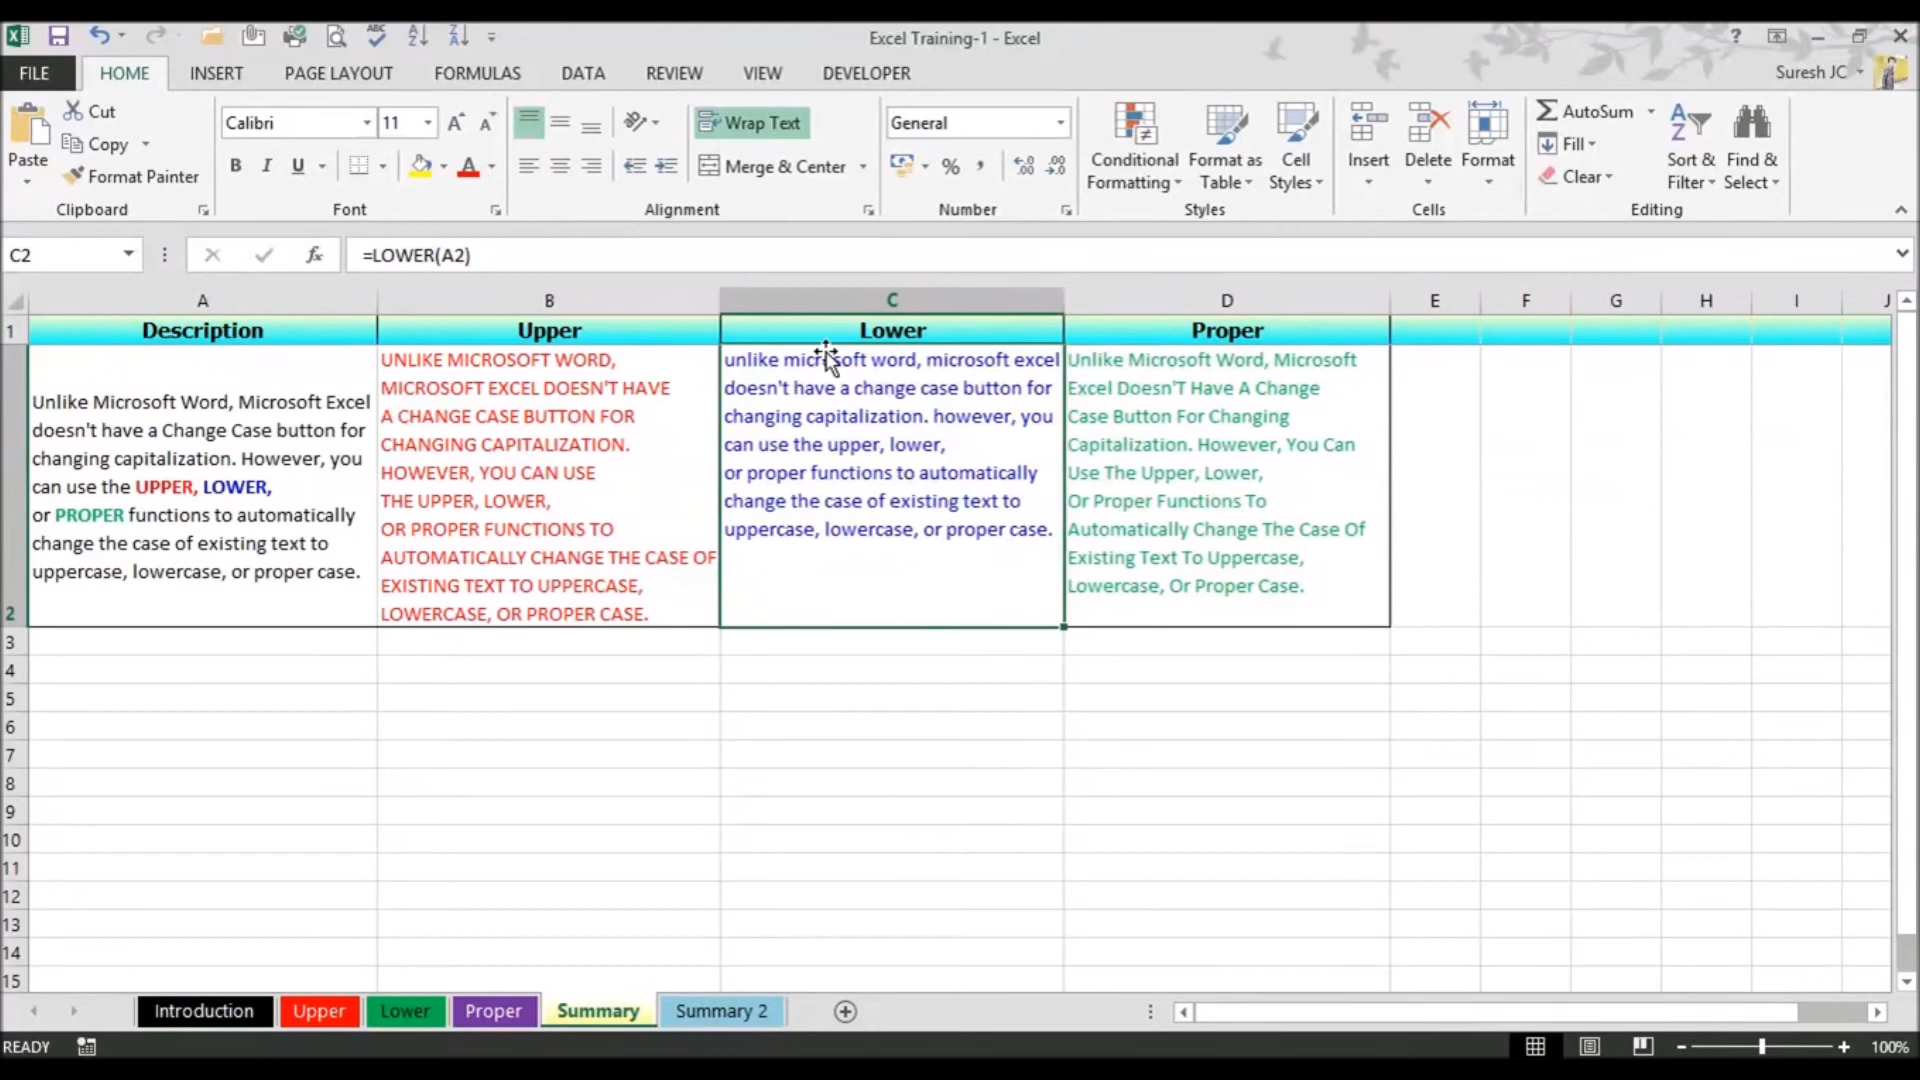 Excel Training-1 - Excel
FILE HOME INSERT PAGE LAYOUT FORMULAS DATA REVIEW VIEW DEVELOPER Suresh JC
Paste
Cut
Copy
Format Painter
Clipboard
Calibri 11
B I U
Font
Wrap Text
Merge & Center
Alignment
General
%
Number
Conditional Formatting
Format as Table
Cell Styles
Styles
Insert
Delete
Format
Cells
AutoSum
Fill
Clear
Sort & Filter
Find & Select
Editing
C2 fx =LOWER(A2)
A B C D E F G H I J
1 Description Upper Lower Proper
2
Unlike Microsoft Word, Microsoft Excel
doesn't have a Change Case button for
changing capitalization. However, you
can use the UPPER, LOWER,
or PROPER functions to automatically
change the case of existing text to
uppercase, lowercase, or proper case.
UNLIKE MICROSOFT WORD,
MICROSOFT EXCEL DOESN'T HAVE
A CHANGE CASE BUTTON FOR
CHANGING CAPITALIZATION.
HOWEVER, YOU CAN USE
THE UPPER, LOWER,
OR PROPER FUNCTIONS TO
AUTOMATICALLY CHANGE THE CASE OF
EXISTING TEXT TO UPPERCASE,
LOWERCASE, OR PROPER CASE.
unlike microsoft word, microsoft excel
doesn't have a change case button for
changing capitalization. however, you
can use the upper, lower,
or proper functions to automatically
change the case of existing text to
uppercase, lowercase, or proper case.
Unlike Microsoft Word, Microsoft
Excel Doesn'T Have A Change
Case Button For Changing
Capitalization. However, You Can
Use The Upper, Lower,
Or Proper Functions To
Automatically Change The Case Of
Existing Text To Uppercase,
Lowercase, Or Proper Case.
3
4
5
6
7
8
9
10
11
12
13
14
15
Introduction Upper Lower Proper Summary Summary 2
READY 100%